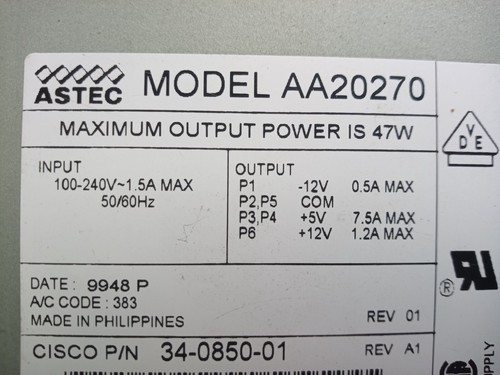 ASTEC MODEL AA20270
MAXIMUM OUTPUT POWER IS 47W
INPUT
100-240V~1.5A MAX
50/60Hz
OUTPUT
P1 -12V 0.5A MAX
P2,P5 COM
P3,P4 +5V 7.5A MAX
P6 +12V 1.2A MAX
VDE
DATE: 9948 P
A/C CODE: 383
MADE IN PHILIPPINES REV 01
CISCO P/N 34-0850-01 REV A1